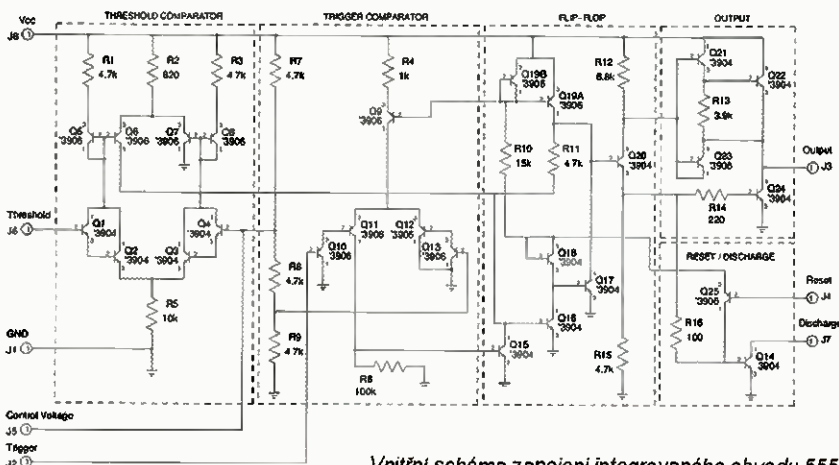 THRESHOLD COMPARATOR
TRIGGER COMPARATOR
FLIP-FLOP
OUTPUT
Vcc
J8
R1
4.7k
R2
820
R3
4.7k
R7
4.7k
R4
1k
Q19B
'3906
Q19A
'3906
R12
6.8k
Q21
'3904
Q22
'3904
R13
3.9k
Q5
'3906
Q6
'3906
Q7
'3906
Q8
'3906
Q9
'3906
R10
15k
R11
4.7k
Q20
'3904
Q23
'3906
Output
J3
Q24
'3904
R14
220
Threshold
J6
Q1
'3904
Q2
'3904
Q3
'3904
Q4
'3904
Q10
'3906
Q11
'3906
Q12
'3906
Q13
'3906
R8
4.7k
Q18
'3904
Q17
'3904
RESET / DISCHARGE
Q25
'3906
Reset
J4
Discharge
J7
R5
10k
R9
4.7k
Q16
'3904
Q15
'3904
R15
4.7k
R16
100
Q14
'3904
GND
J1
R6
100k
Control Voltage
J5
Trigger
J2
Vnitřní schéma zapojení integrovaného obvodu 555